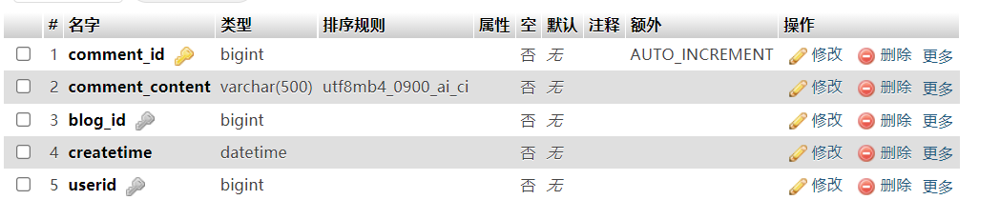 # 名字 类型 排序规则 属性 空 默认 注释 额外 操作
1 comment_id bigint 否 无 AUTO_INCREMENT 修改 删除 更多
2 comment_content varchar(500) utf8mb4_0900_ai_ci 否 无 修改 删除 更多
3 blog_id bigint 否 无 修改 删除 更多
4 createtime datetime 否 无 修改 删除 更多
5 userid bigint 否 无 修改 删除 更多